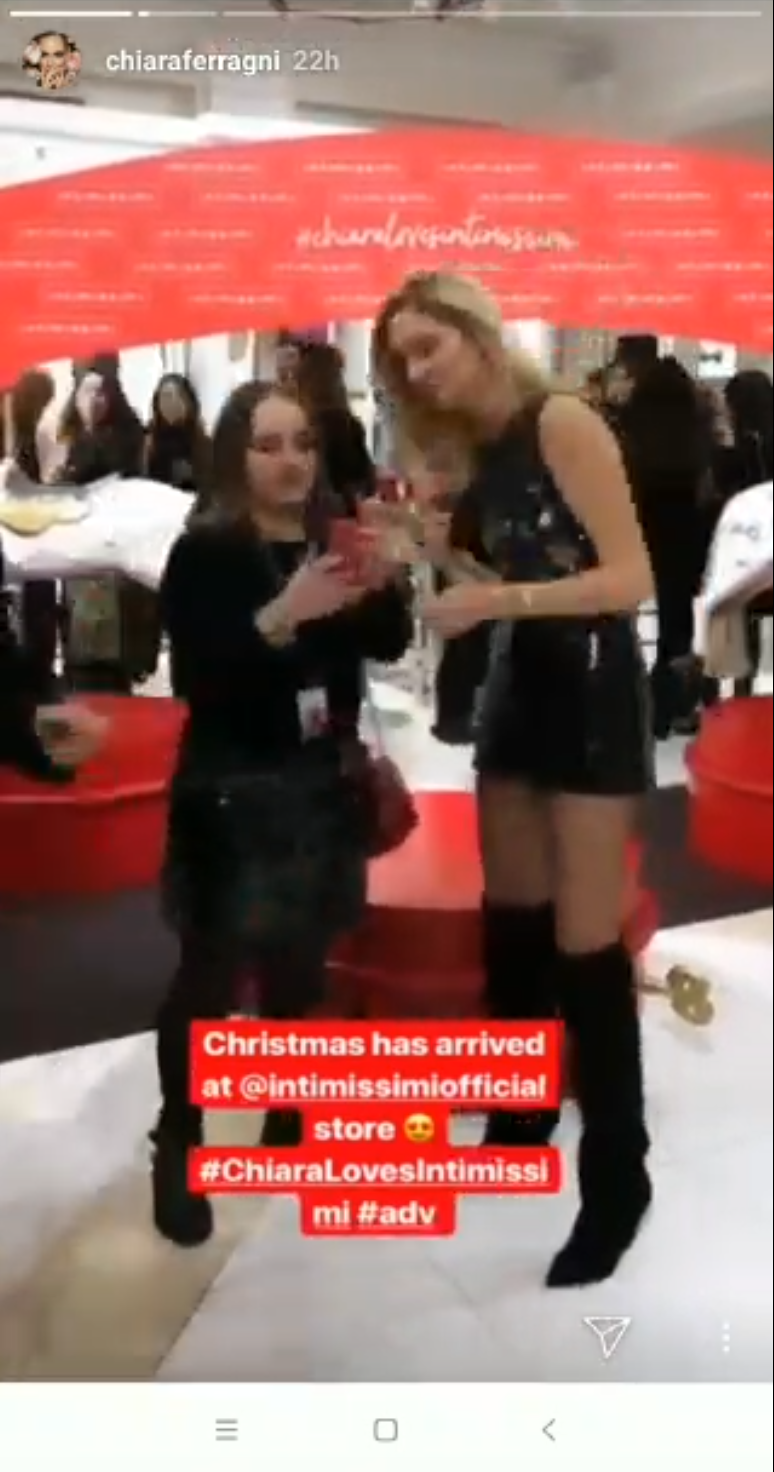 chiaraferragni 22h
#chiaralovesintimissimi
Christmas has arrived
at @intimissimiofficial
store 😍
#ChiaraLovesIntimissi
mi #adv